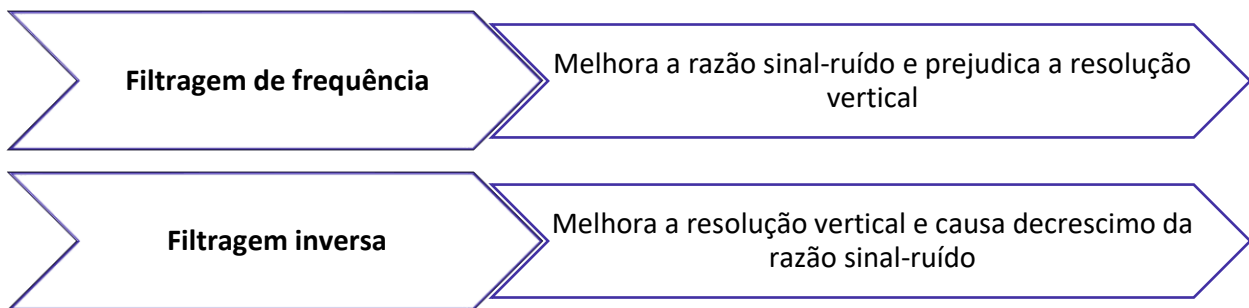 Filtragem de frequência
Melhora a razão sinal-ruído e prejudica a resolução
vertical
Filtragem inversa
Melhora a resolução vertical e causa decrescimo da
razão sinal-ruído